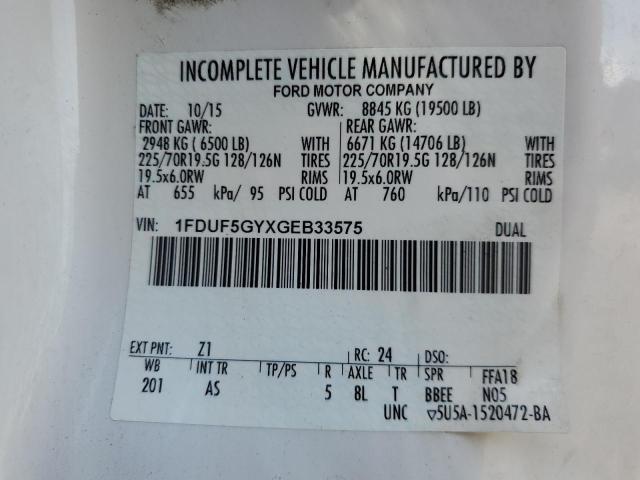 INCOMPLETE VEHICLE MANUFACTURED BY
FORD MOTOR COMPANY
DATE: 10/15 GVWR: 8845 KG (19500 LB)
FRONT GAWR: REAR GAWR:
2948 KG ( 6500 LB) WITH 6671 KG (14706 LB) WITH
225/70R19.5G 128/126N TIRES 225/70R19.5G 128/126N TIRES
19.5x6.0RW RIMS 19.5x6.0RW RIMS
AT 655 kPa/ 95 PSI COLD AT 760 kPa/110 PSI COLD
VIN: 1FDUF5GYXGEB33575 DUAL
EXT PNT: Z1 RC: 24 DSO:
WB INT TR TP/PS R AXLE TR SPR FFA18
201 AS 5 8L T BBEE N05
UNC ▽5U5A-1520472-BA